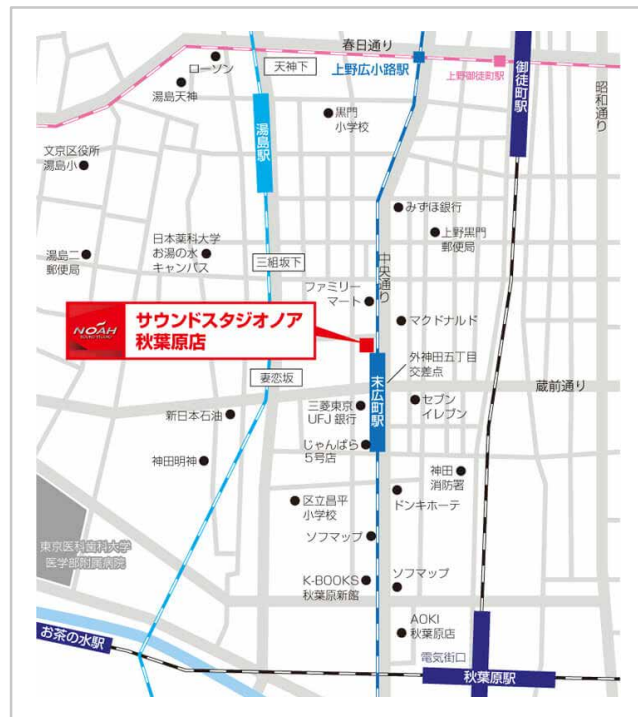 春日通り
ローソン
天神下
上野広小路駅
上野御徒町駅
御徒町駅
昭和通り
湯島天神
黒門
小学校
湯島駅
文京区役所
湯島小
みずほ銀行
上野黒門
郵便局
日本薬科大学
お湯の水
キャンパス
湯島二
郵便局
三組坂下
中央通り
ファミリー
マート
マクドナルド
NOAH
SOUND STUDIO
サウンドスタジオノア
秋葉原店
外神田五丁目
交差点
妻恋坂
末広町駅
蔵前通り
新日本石油
三菱東京
UFJ銀行
セブン
イレブン
じゃんぱら
5号店
神田明神
神田
消防署
区立昌平
小学校
ドンキホーテ
ソフマップ
東京医科歯科大学
医学部附属病院
K-BOOKS
秋葉原新館
ソフマップ
AOKI
秋葉原店
お茶の水駅
電気街口
秋葉原駅